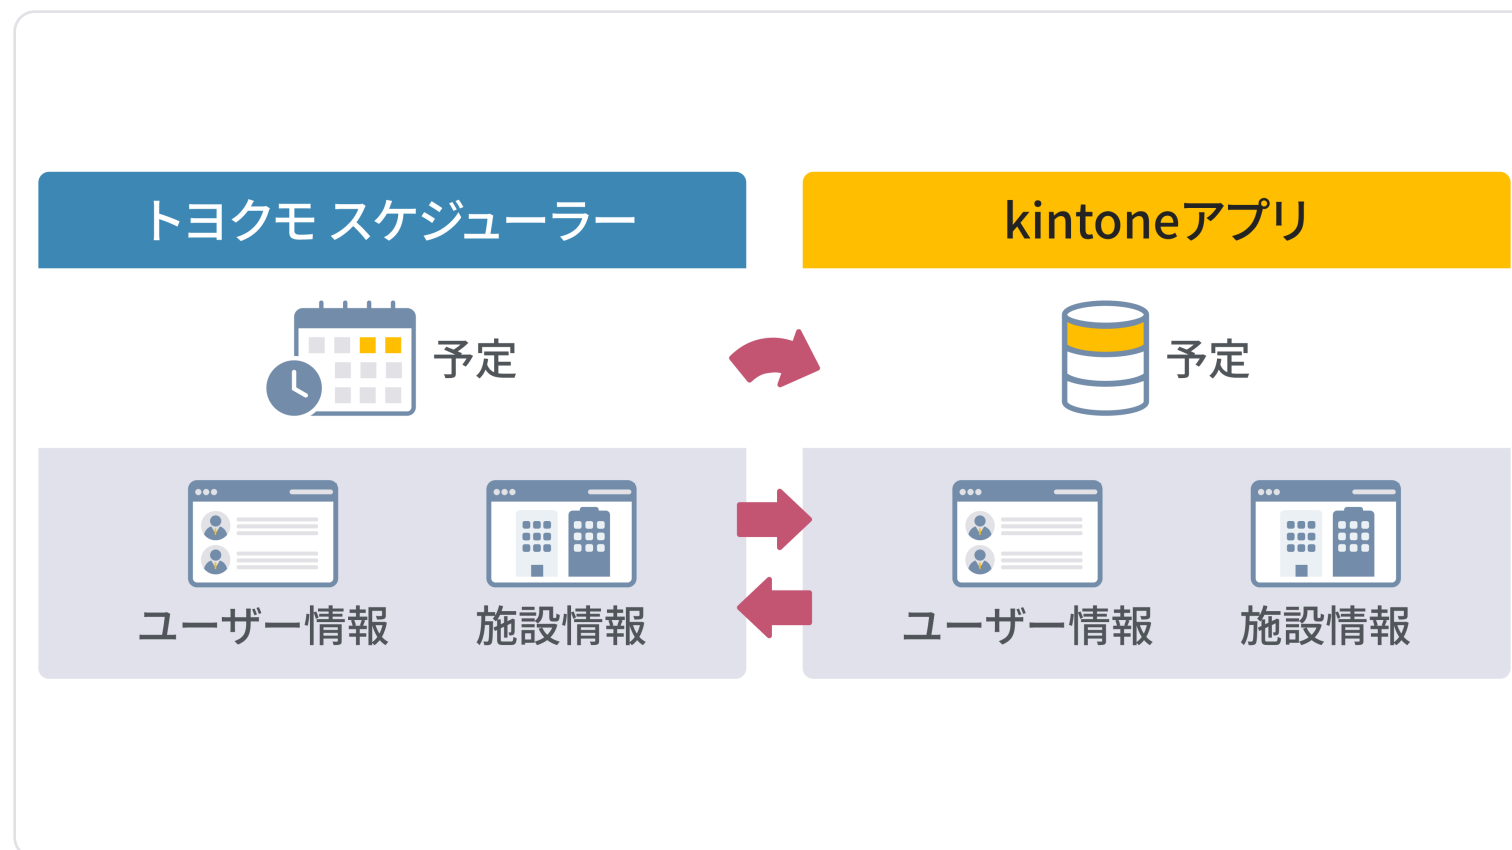 トヨクモ スケジューラー
kintoneアプリ
予定
予定
ユーザー情報
施設情報
ユーザー情報
施設情報